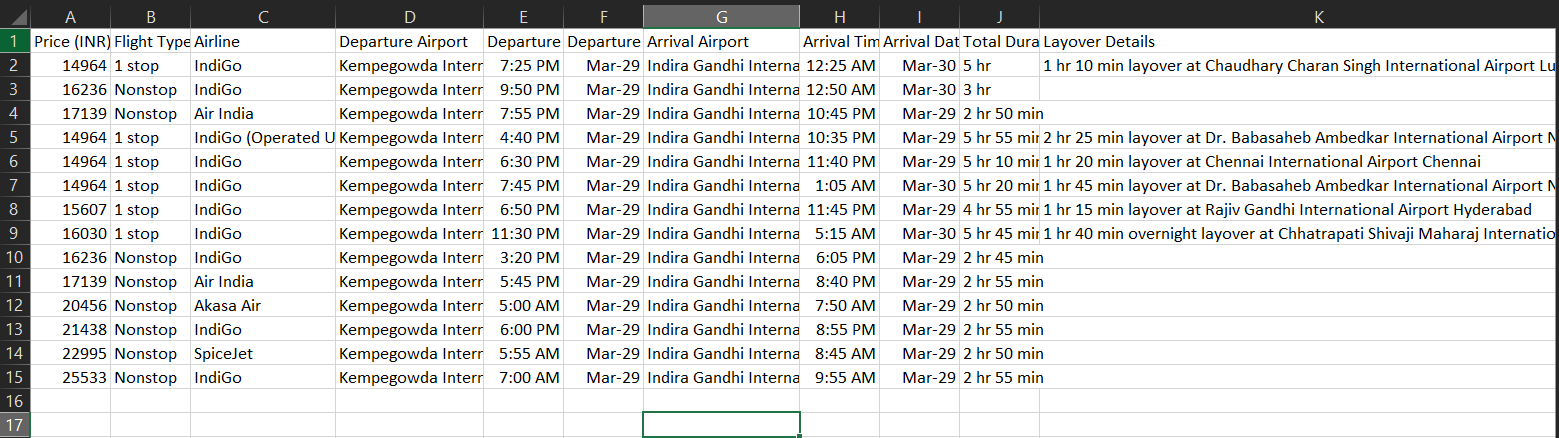 A B C D E F G H I J K
1 Price (INR) Flight Type Airline Departure Airport Departure Departure Arrival Airport Arrival Tim Arrival Dat Total Dura Layover Details
2 14964 1 stop IndiGo Kempegowda Interr 7:25 PM Mar-29 Indira Gandhi Interna 12:25 AM Mar-30 5 hr 1 hr 10 min layover at Chaudhary Charan Singh International Airport Lu
3 16236 Nonstop IndiGo Kempegowda Interr 9:50 PM Mar-29 Indira Gandhi Interna 12:50 AM Mar-30 3 hr
4 17139 Nonstop Air India Kempegowda Interr 7:55 PM Mar-29 Indira Gandhi Interna 10:45 PM Mar-29 2 hr 50 min
5 14964 1 stop IndiGo (Operated U Kempegowda Interr 4:40 PM Mar-29 Indira Gandhi Interna 10:35 PM Mar-29 5 hr 55 min 2 hr 25 min layover at Dr. Babasaheb Ambedkar International Airport N
6 14964 1 stop IndiGo Kempegowda Interr 6:30 PM Mar-29 Indira Gandhi Interna 11:40 PM Mar-29 5 hr 10 min 1 hr 20 min layover at Chennai International Airport Chennai
7 14964 1 stop IndiGo Kempegowda Interr 7:45 PM Mar-29 Indira Gandhi Interna 1:05 AM Mar-30 5 hr 20 min 1 hr 45 min layover at Dr. Babasaheb Ambedkar International Airport N
8 15607 1 stop IndiGo Kempegowda Interr 6:50 PM Mar-29 Indira Gandhi Interna 11:45 PM Mar-29 4 hr 55 min 1 hr 15 min layover at Rajiv Gandhi International Airport Hyderabad
9 16030 1 stop IndiGo Kempegowda Interr 11:30 PM Mar-29 Indira Gandhi Interna 5:15 AM Mar-30 5 hr 45 min 1 hr 40 min overnight layover at Chhatrapati Shivaji Maharaj Internatio
10 16236 Nonstop IndiGo Kempegowda Interr 3:20 PM Mar-29 Indira Gandhi Interna 6:05 PM Mar-29 2 hr 45 min
11 17139 Nonstop Air India Kempegowda Interr 5:45 PM Mar-29 Indira Gandhi Interna 8:40 PM Mar-29 2 hr 55 min
12 20456 Nonstop Akasa Air Kempegowda Interr 5:00 AM Mar-29 Indira Gandhi Interna 7:50 AM Mar-29 2 hr 50 min
13 21438 Nonstop IndiGo Kempegowda Interr 6:00 PM Mar-29 Indira Gandhi Interna 8:55 PM Mar-29 2 hr 55 min
14 22995 Nonstop SpiceJet Kempegowda Interr 5:55 AM Mar-29 Indira Gandhi Interna 8:45 AM Mar-29 2 hr 50 min
15 25533 Nonstop IndiGo Kempegowda Interr 7:00 AM Mar-29 Indira Gandhi Interna 9:55 AM Mar-29 2 hr 55 min
16
17